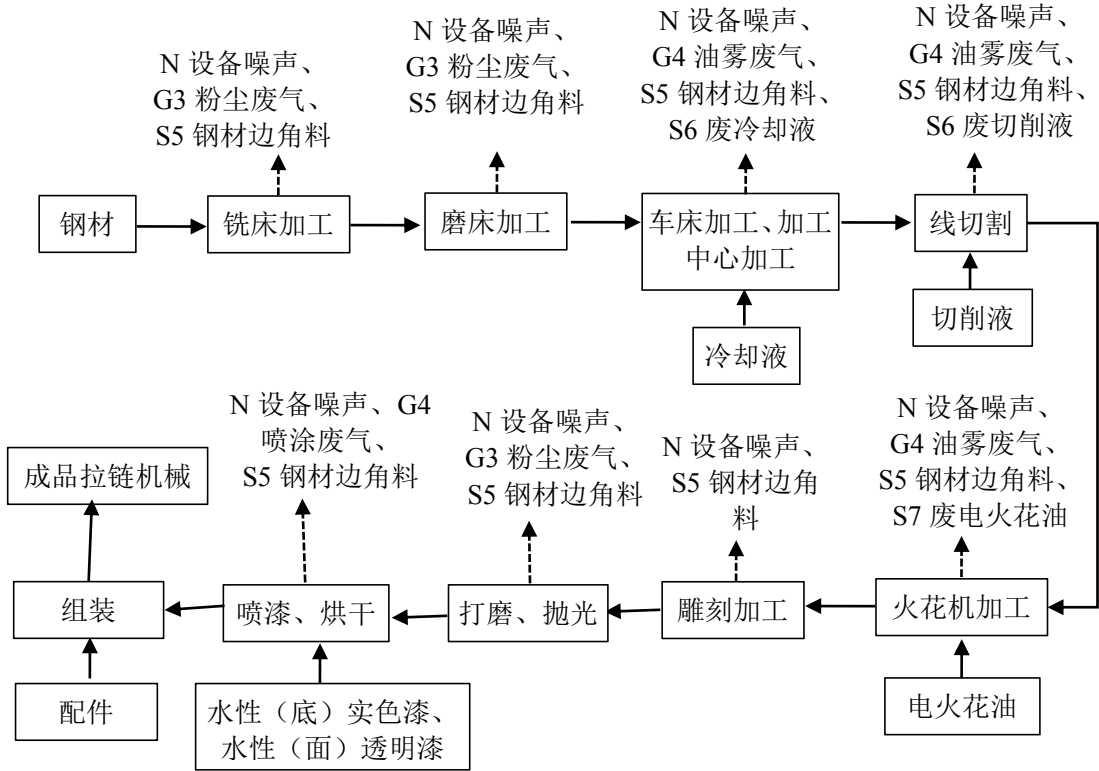 N 设备噪声、
G3 粉尘废气、
S5 钢材边角料
N 设备噪声、
G3 粉尘废气、
S5 钢材边角料
N 设备噪声、
G4 油雾废气、
S5 钢材边角料、
S6 废冷却液
N 设备噪声、
G4 油雾废气、
S5 钢材边角料、
S6 废切削液
钢材
铣床加工
磨床加工
车床加工、加工
中心加工
线切割
冷却液
切削液
N 设备噪声、G4
喷涂废气、
S5 钢材边角料
N 设备噪声、
G3 粉尘废气、
S5 钢材边角料
N 设备噪声、
S5 钢材边角
料
N 设备噪声、
G4 油雾废气、
S5 钢材边角料、
S7 废电火花油
成品拉链机械
组装
喷漆、烘干
打磨、抛光
雕刻加工
火花机加工
配件
水性（底）实色漆、
水性（面）透明漆
电火花油